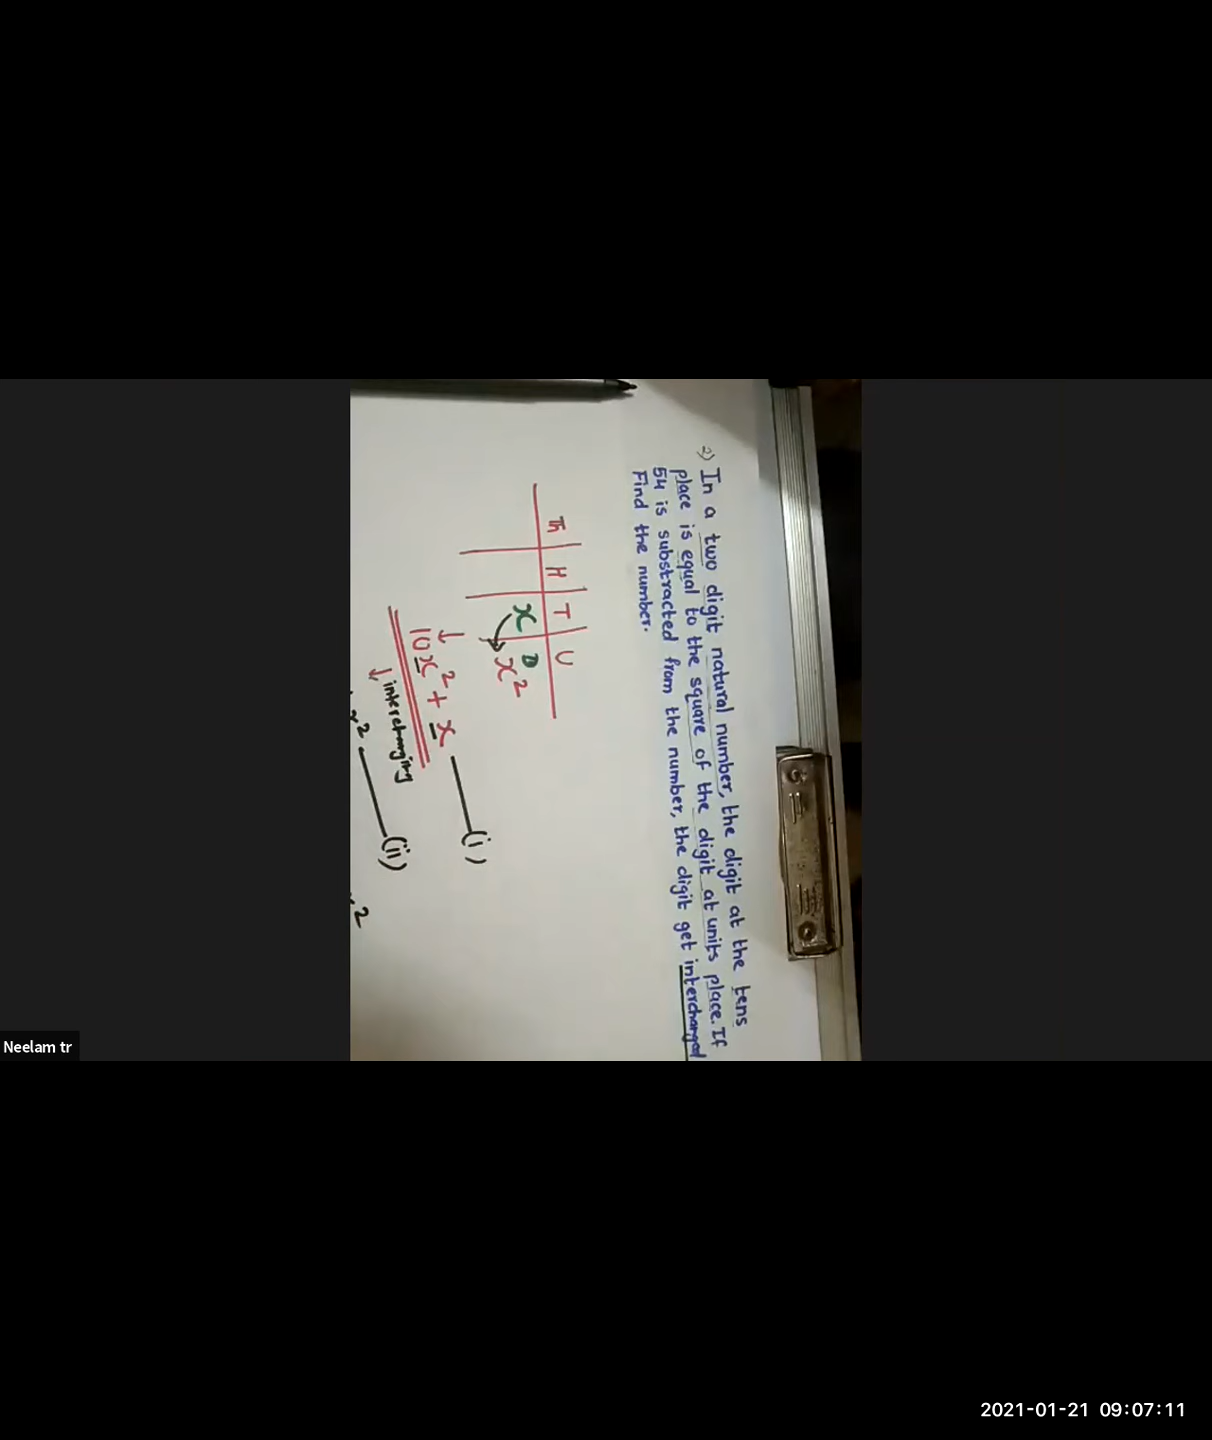 2) In a two digit natural number, the digit at the tens
place is equal to the square of the digit at units place. If
54 is substracted from the number, the digit get interchanged
Find the number.
Th H T U
x D
x²
10x² + x (i)
interchanging
x² (ii)
Neelam tr
2021-01-21 09:07:11